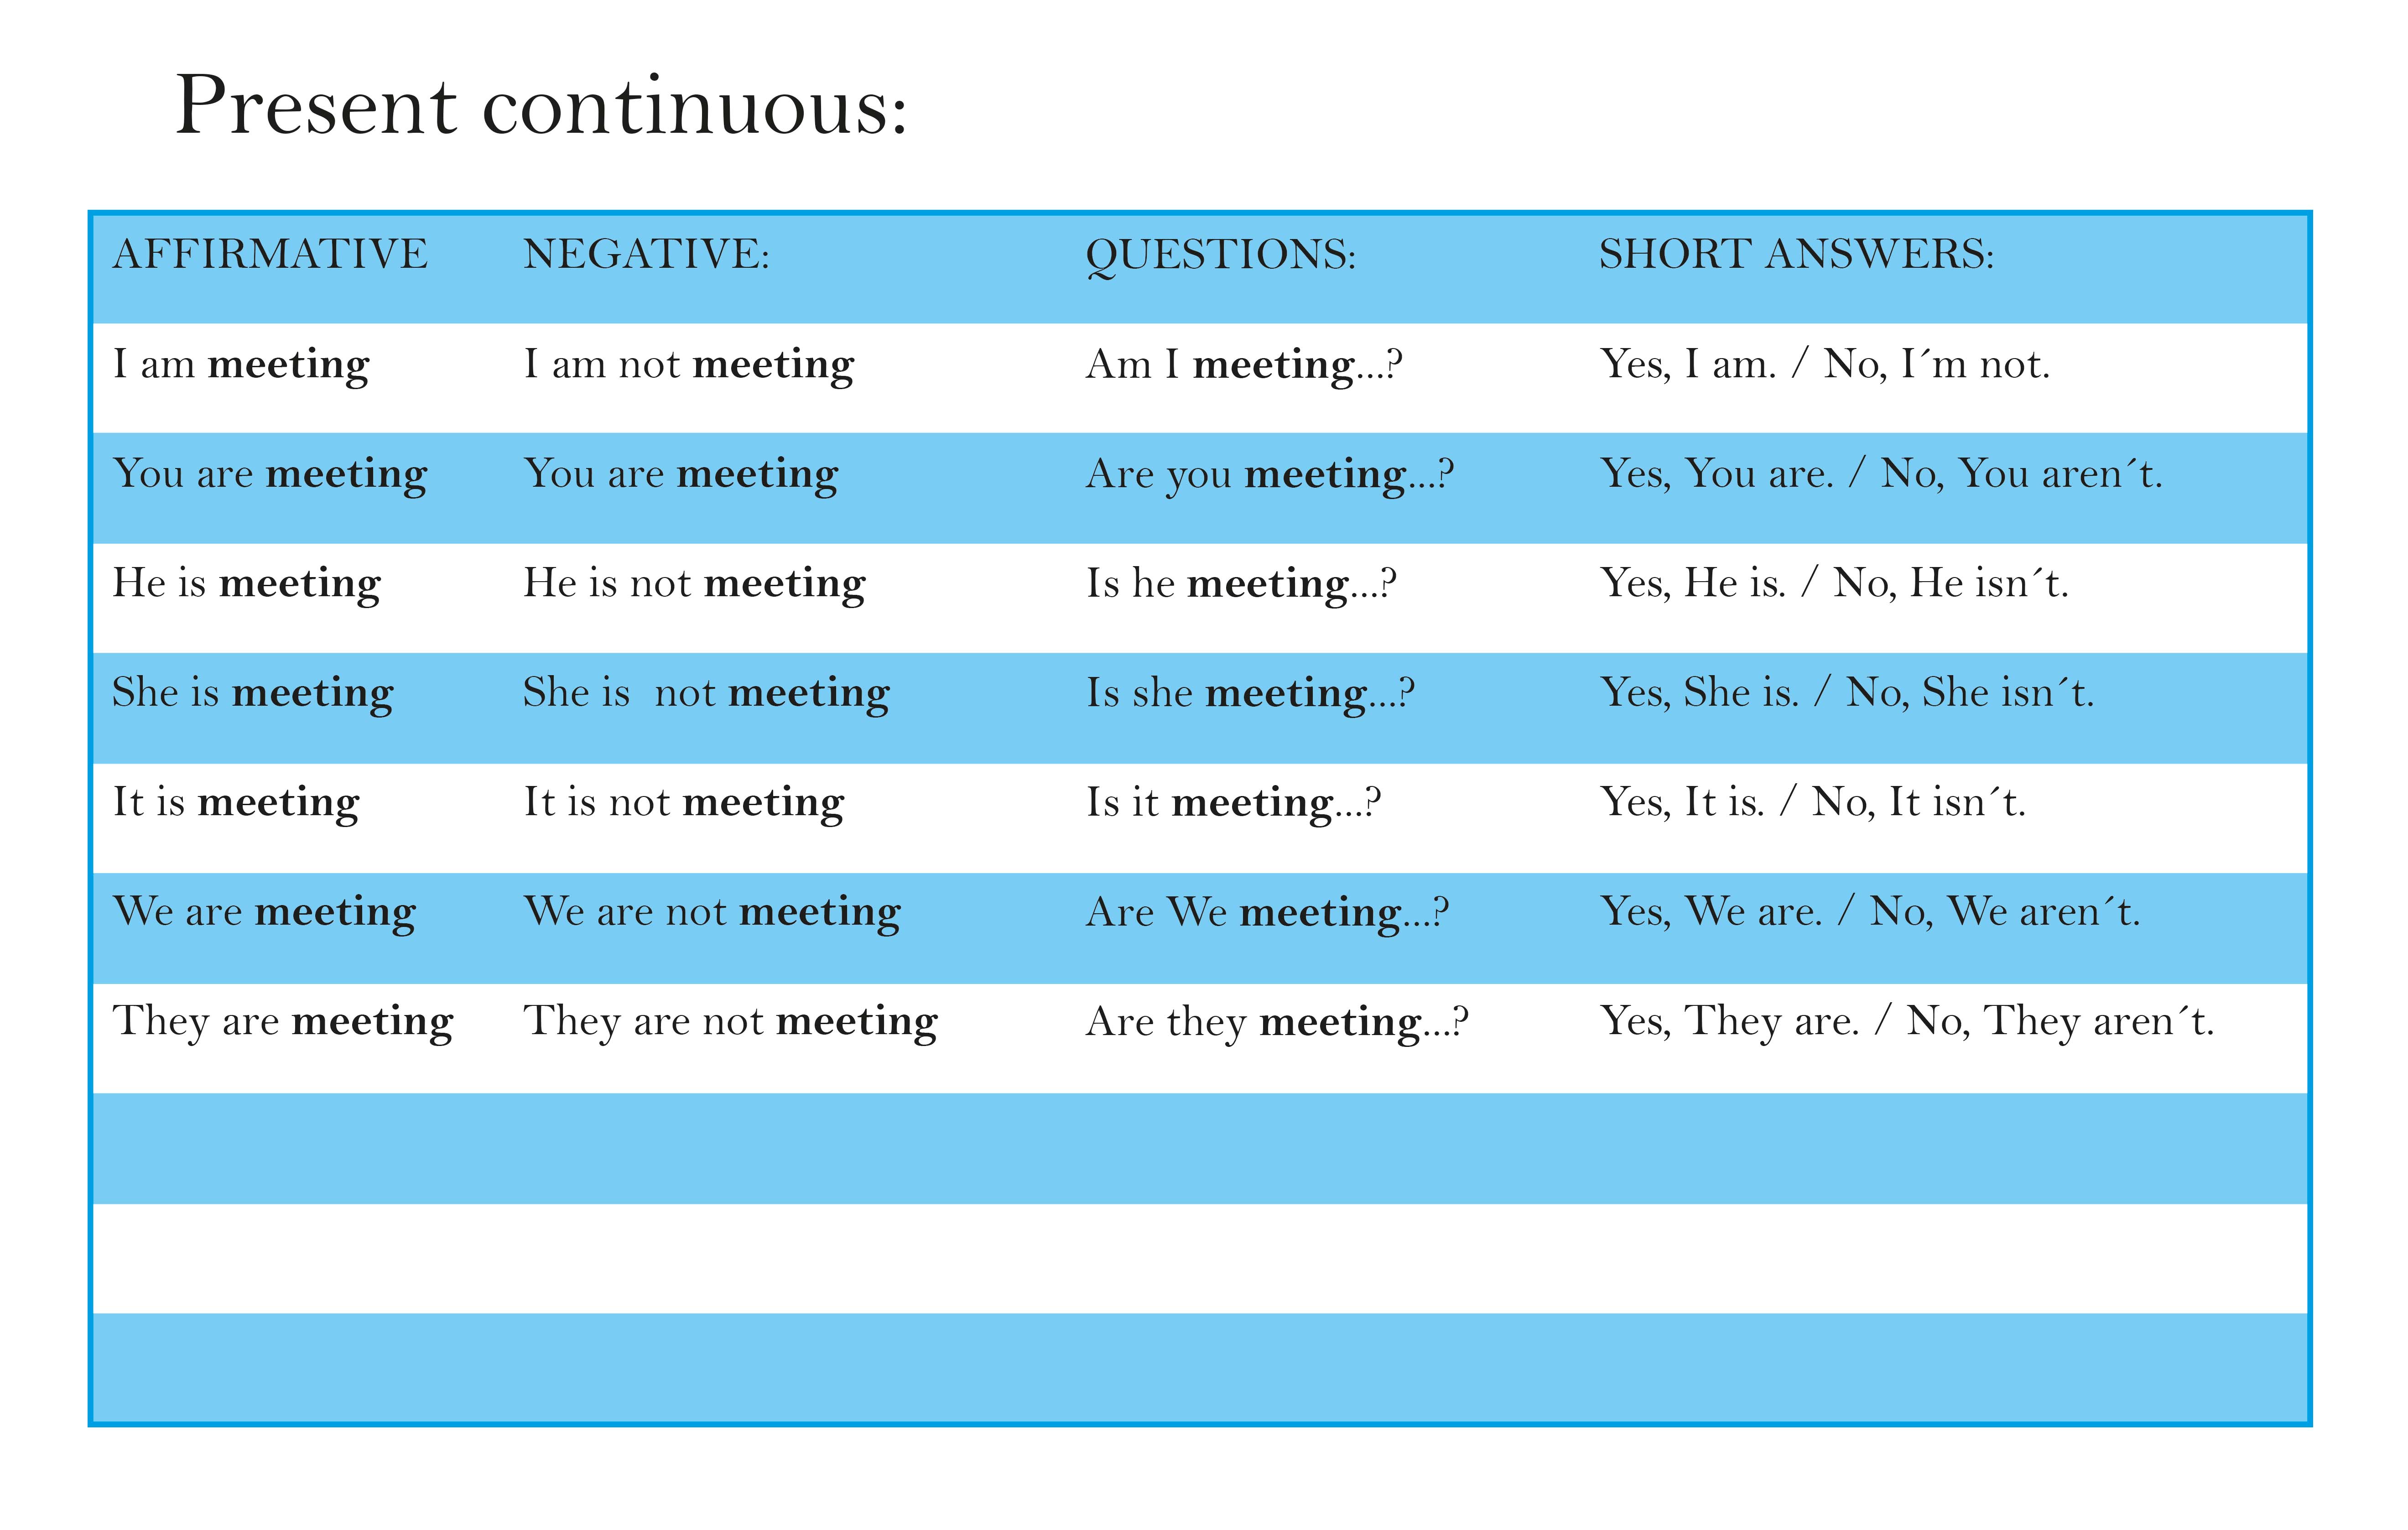 Present continuous:
AFFIRMATIVE NEGATIVE: QUESTIONS: SHORT ANSWERS:
I am meeting I am not meeting Am I meeting...? Yes, I am. / No, I´m not.
You are meeting You are meeting Are you meeting...? Yes, You are. / No, You aren´t.
He is meeting He is not meeting Is he meeting...? Yes, He is. / No, He isn´t.
She is meeting She is  not meeting Is she meeting...? Yes, She is. / No, She isn´t.
It is meeting It is not meeting Is it meeting...? Yes, It is. / No, It isn´t.
We are meeting We are not meeting Are We meeting...? Yes, We are. / No, We aren´t.
They are meeting They are not meeting Are they meeting...? Yes, They are. / No, They aren´t.